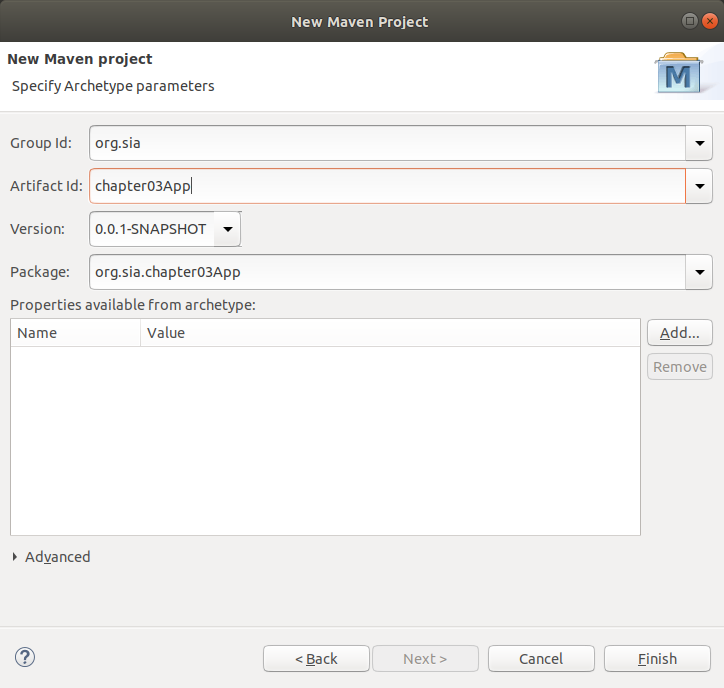 New Maven Project
New Maven project
Specify Archetype parameters
M
Group Id: org.sia
Artifact Id: chapter03App
Version: 0.0.1-SNAPSHOT
Package: org.sia.chapter03App
Properties available from archetype:
Name Value
Add...
Remove
Advanced
? < Back Next > Cancel Finish